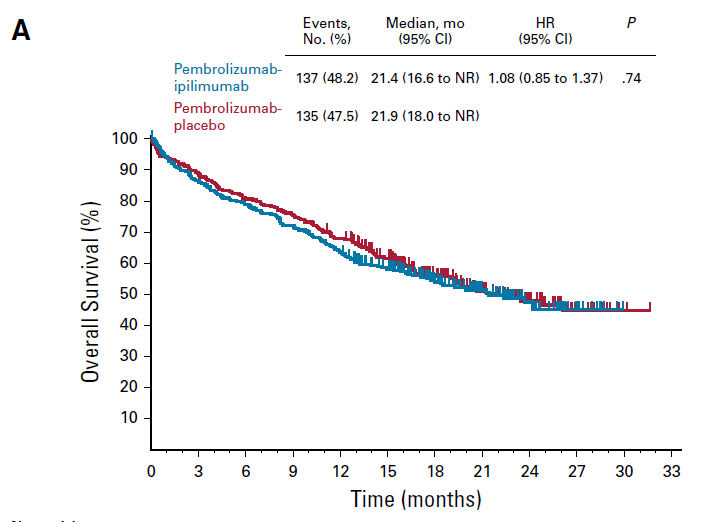 A
Events, Median, mo HR P
No. (%) (95% CI) (95% CI)
Pembrolizumab-
ipilimumab 137 (48.2) 21.4 (16.6 to NR) 1.08 (0.85 to 1.37) .74
Pembrolizumab-
placebo 135 (47.5) 21.9 (18.0 to NR)
100
90
80
70
60
50
40
30
20
10
Overall Survival (%)
0 3 6 9 12 15 18 21 24 27 30 33
Time (months)